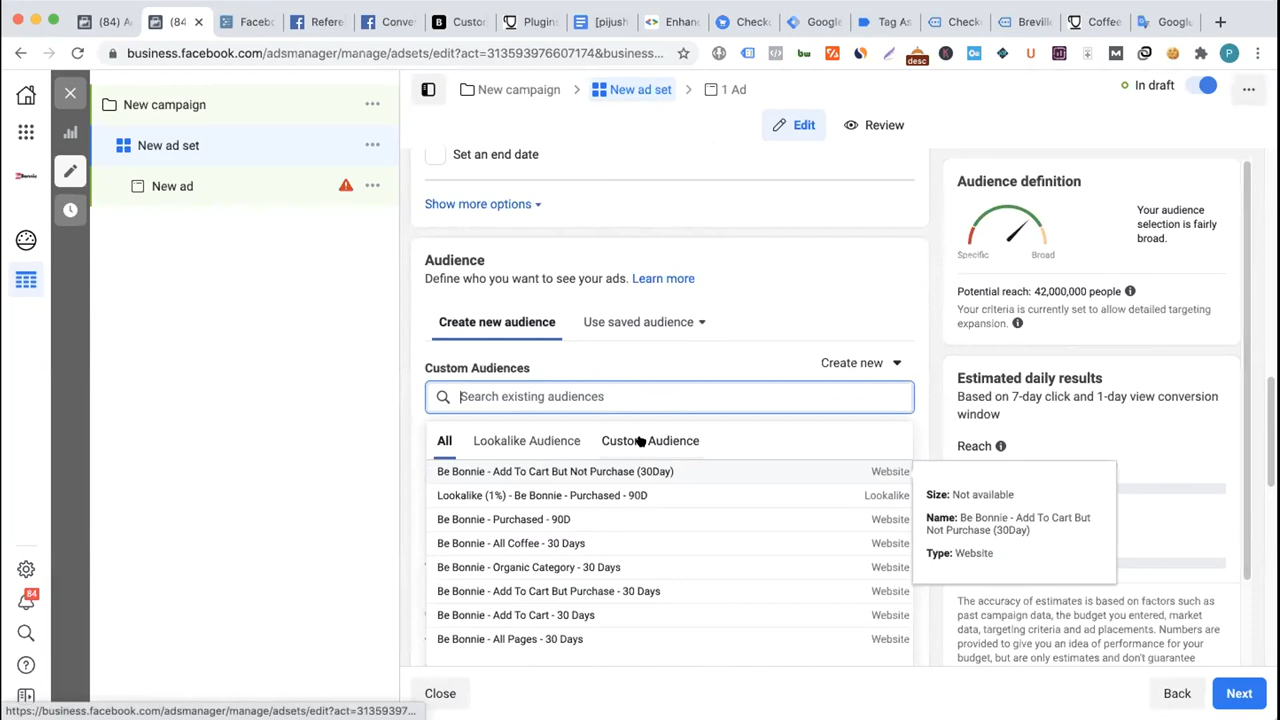 (84) A
(84
Faceb
Refere
Conve
Custo
Plugin
[pijush
Enhan
Check
Google
Tag As
Check
Brevill
Coffee
Googl
business.facebook.com/adsmanager/manage/adsets/edit?act=313593976607174&business...
New campaign
New ad set
New ad
New campaign > New ad set > 1 Ad
In draft
Edit
Review
Set an end date
Show more options
Audience
Define who you want to see your ads. Learn more
Create new audience
Use saved audience
Custom Audiences
Create new
Search existing audiences
All
Lookalike Audience
Custom Audience
Be Bonnie - Add To Cart But Not Purchase (30Day) Website
Lookalike (1%) - Be Bonnie - Purchased - 90D Lookalike
Be Bonnie - Purchased - 90D Website
Be Bonnie - All Coffee - 30 Days Website
Be Bonnie - Organic Category - 30 Days Website
Be Bonnie - Add To Cart But Purchase - 30 Days Website
Be Bonnie - Add To Cart - 30 Days Website
Be Bonnie - All Pages - 30 Days Website
Size: Not available
Name: Be Bonnie - Add To Cart But
Not Purchase (30Day)
Type: Website
Audience definition
Your audience
selection is fairly
broad.
Specific
Broad
Potential reach: 42,000,000 people
Your criteria is currently set to allow detailed targeting
expansion.
Estimated daily results
Based on 7-day click and 1-day view conversion
window
Reach
The accuracy of estimates is based on factors such as
past campaign data, the budget you entered, market
data, targeting criteria and ad placements. Numbers are
provided to give you an idea of performance for your
budget, but are only estimates and don't guarantee
84
Close
Back
Next
https://business.facebook.com/adsmanager/manage/adsets/edit?act=31359397...